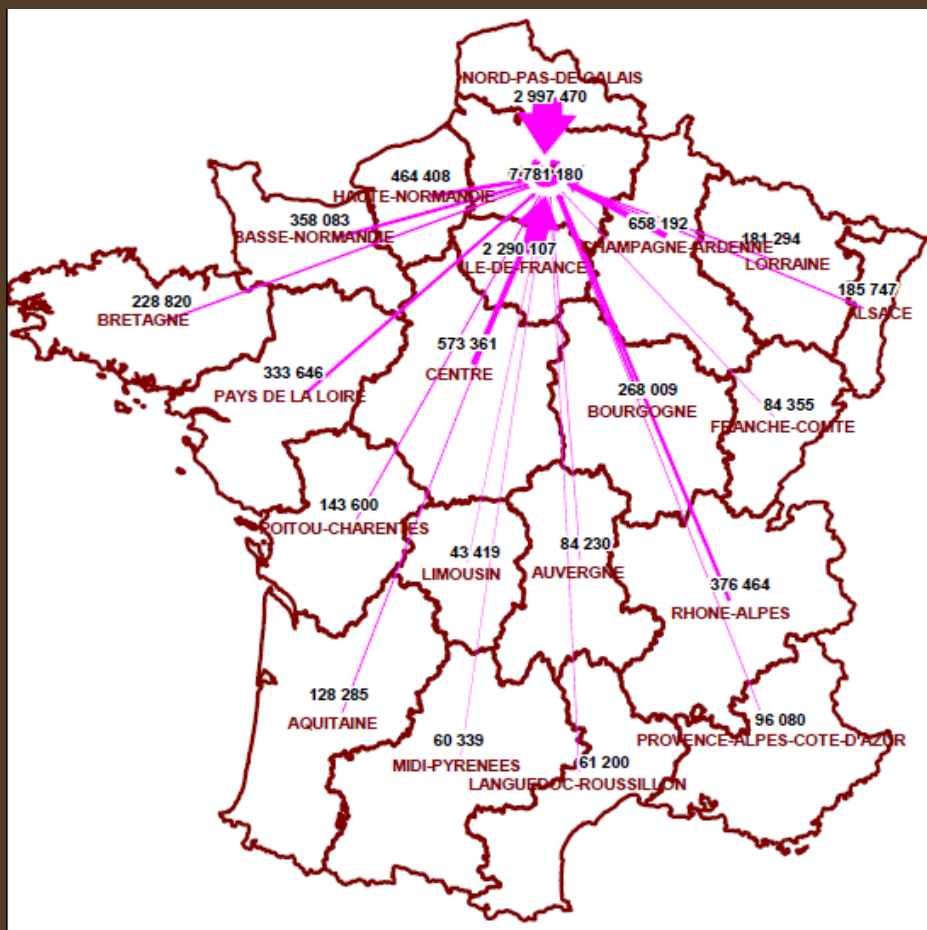 NORD-PAS-DE-CALAIS
2 997 470
7 781 180
464 408
HAUTE-NORMANDIE
358 083
BASSE-NORMANDIE
658 192
CHAMPAGNE-ARDENNE
181 294
LORRAINE
2 290 107
ILE-DE-FRANCE
185 747
ALSACE
228 820
BRETAGNE
573 361
CENTRE
333 646
PAYS DE LA LOIRE
268 009
BOURGOGNE
84 355
FRANCHE-COMTE
143 600
POITOU-CHARENTES
43 419
LIMOUSIN
84 230
AUVERGNE
376 464
RHONE-ALPES
128 285
AQUITAINE
96 080
PROVENCE-ALPES-COTE-D'AZUR
60 339
MIDI-PYRENEES
61 200
LANGUEDOC-ROUSSILLON